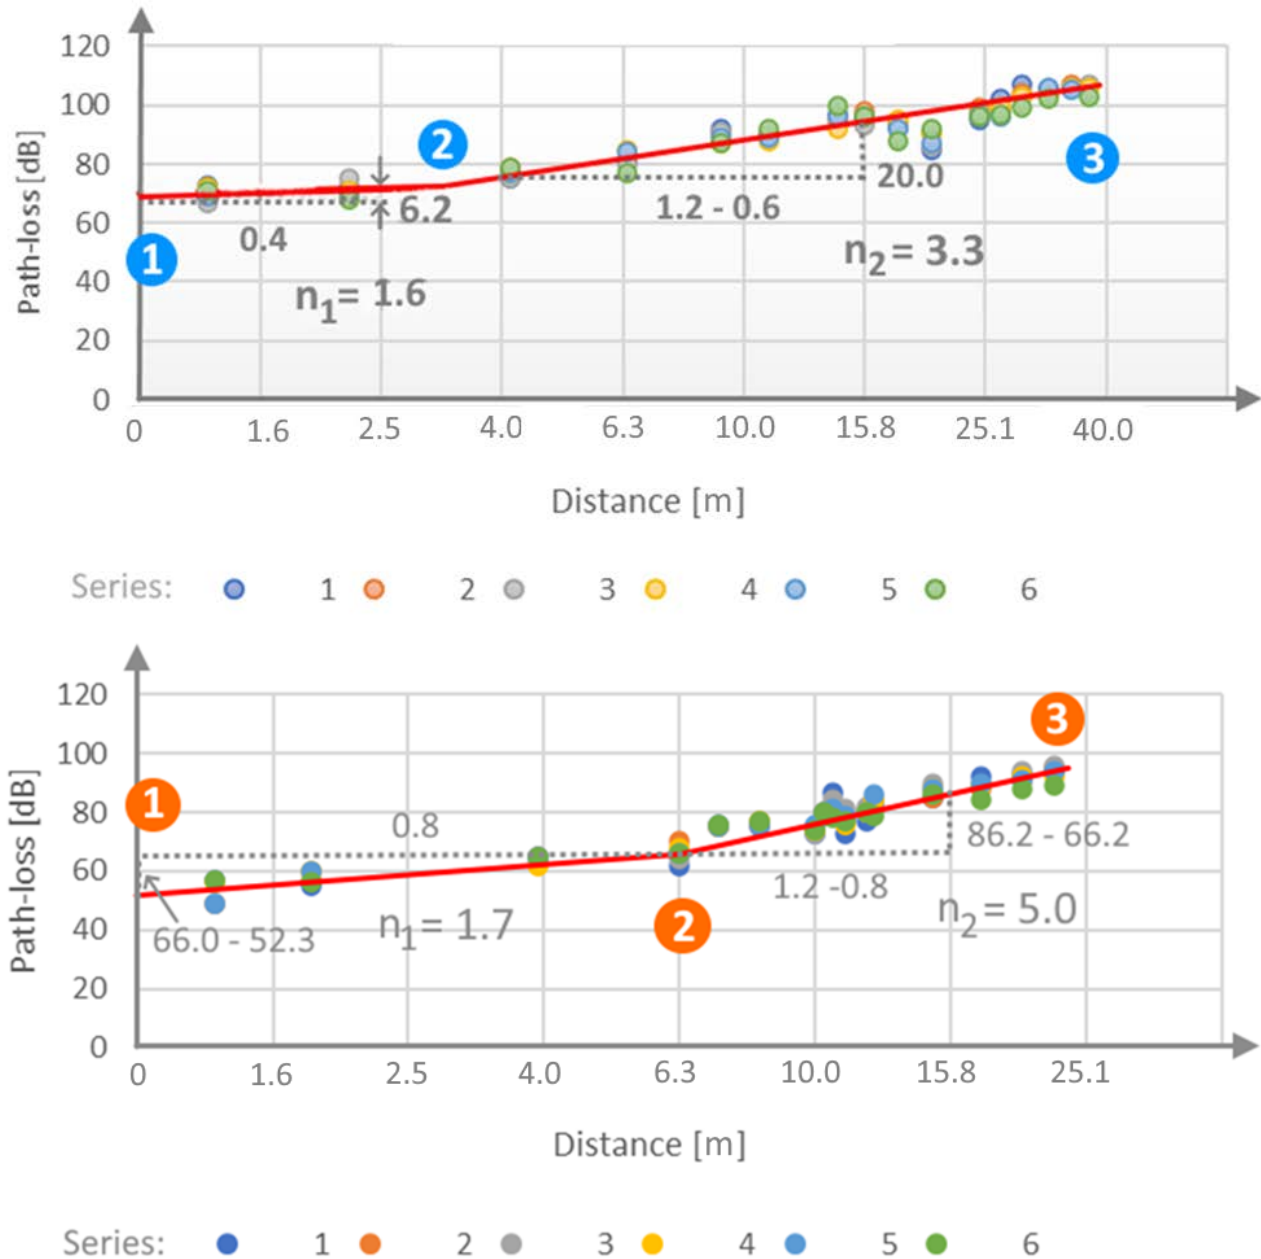 120
100
80
60
40
20
0
Path-loss [dB]
1
2
3
6.2
0.4
n1= 1.6
20.0
1.2 - 0.6
n2= 3.3
0 1.6 2.5 4.0 6.3 10.0 15.8 25.1 40.0
Distance [m]
Series: 1 2 3 4 5 6
120
100
80
60
40
20
0
Path-loss [dB]
1
2
3
0.8
66.0 - 52.3
n1= 1.7
86.2 - 66.2
1.2 -0.8
n2= 5.0
0 1.6 2.5 4.0 6.3 10.0 15.8 25.1
Distance [m]
Series: 1 2 3 4 5 6